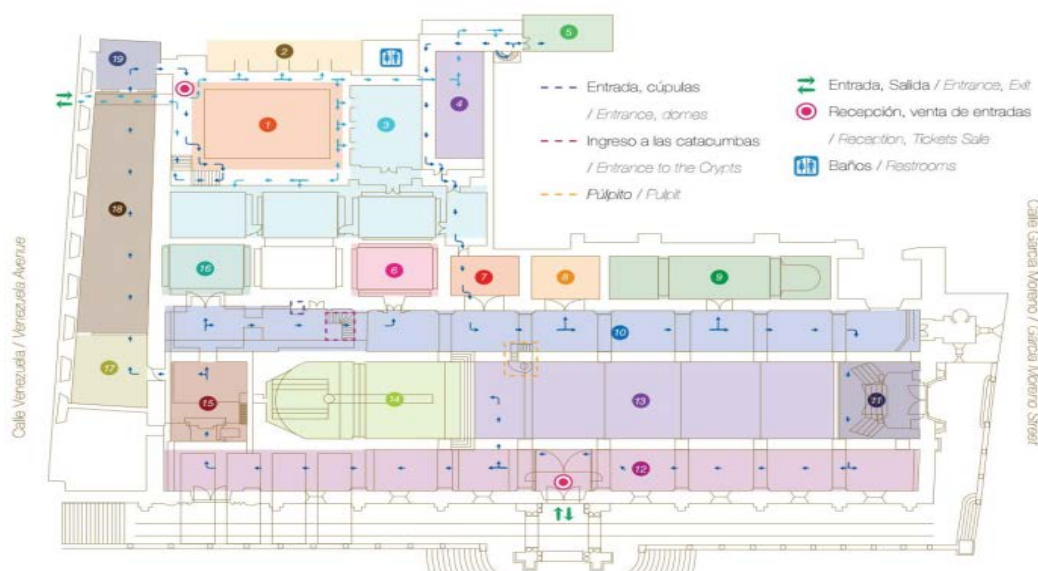 19
2
5
1
3
4
Entrada, cúpulas
/ Entrance, domes
Ingreso a las catacumbas
/ Entrance to the Crypts
Púlpito / Pulpit
Entrada, Salida / Entrance, Exit
Recepción, venta de entradas
/ Reception, Tickets Sale
Baños / Restrooms
18
16
6
7
8
9
10
17
15
14
13
11
12
Calle Venezuela / Venezuela Avenue
Calle García Moreno / García Moreno Street